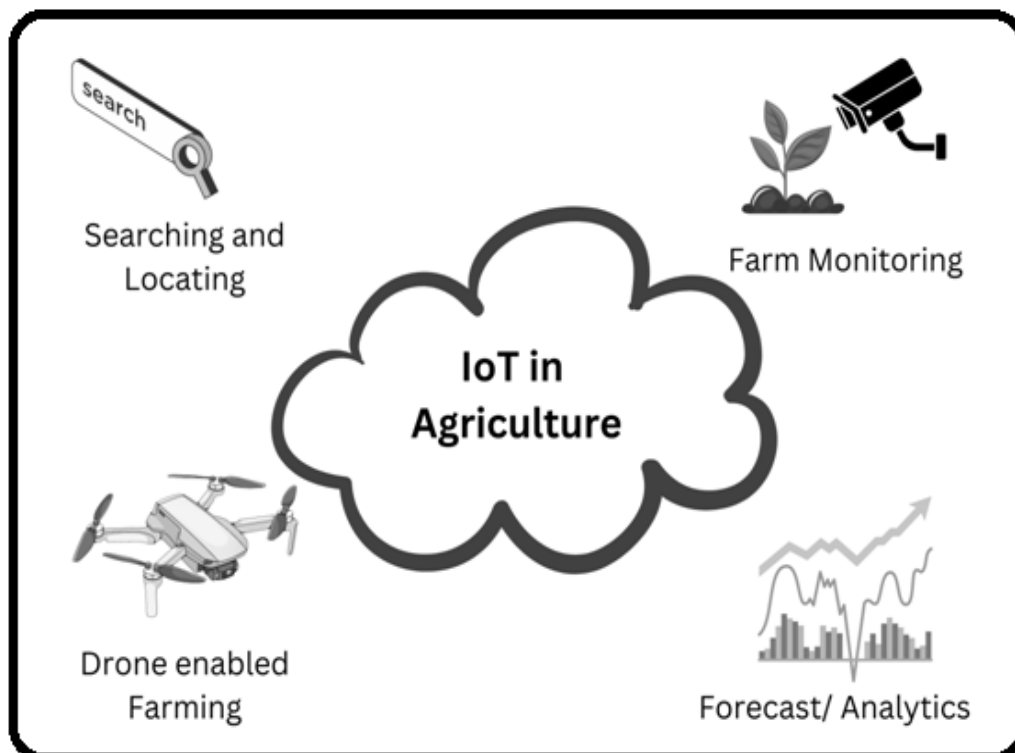 search
Searching and
Locating
Farm Monitoring
IoT in
Agriculture
Drone enabled
Farming
Forecast/ Analytics